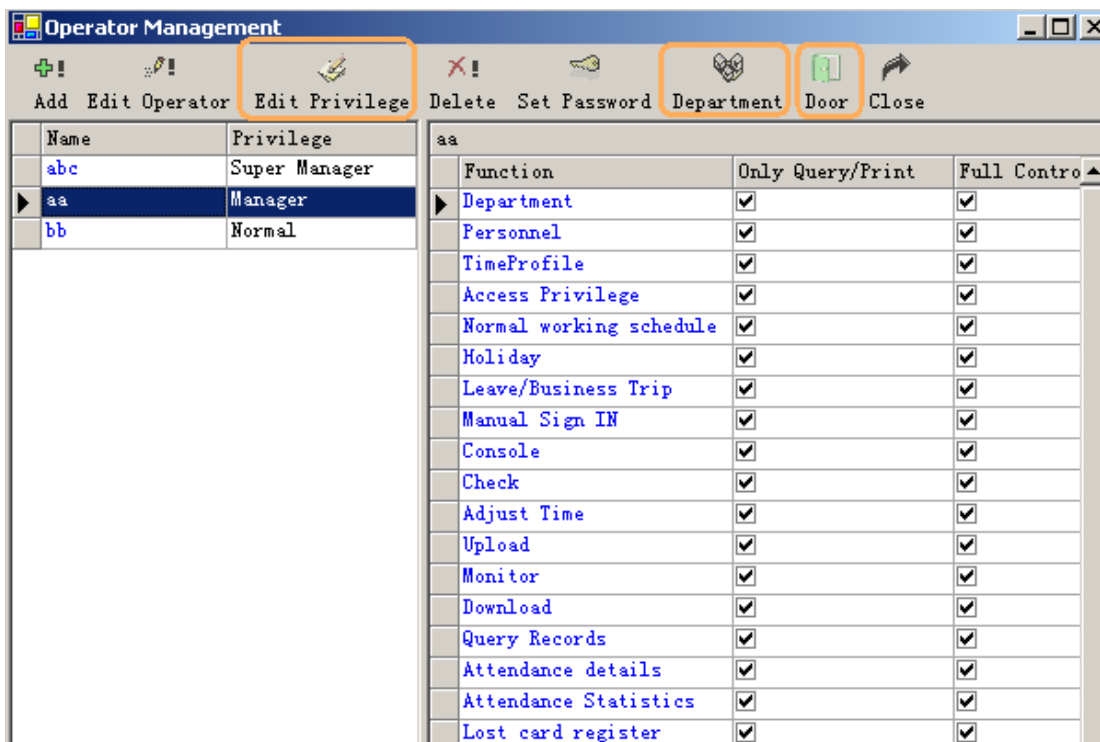 Operator Management
Add Edit Operator Edit Privilege Delete Set Password Department Door Close
Name Privilege
abc Super Manager
aa Manager
bb Normal
aa
Function Only Query/Print Full Contro
Department
Personnel
TimeProfile
Access Privilege
Normal working schedule
Holiday
Leave/Business Trip
Manual Sign IN
Console
Check
Adjust Time
Upload
Monitor
Download
Query Records
Attendance details
Attendance Statistics
Lost card register